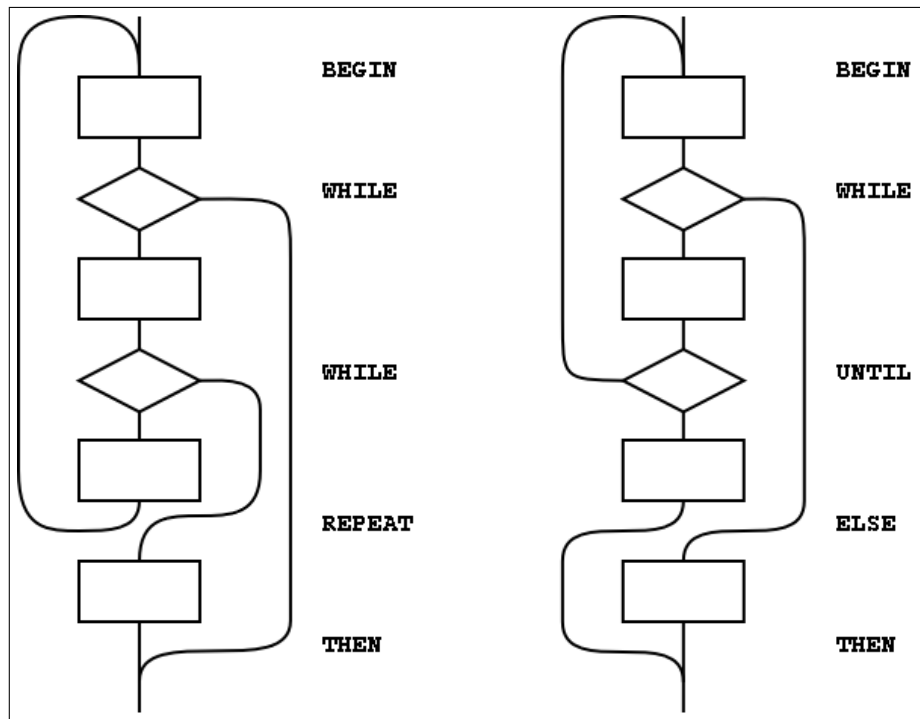 BEGIN
WHILE
WHILE
REPEAT
THEN
BEGIN
WHILE
UNTIL
ELSE
THEN